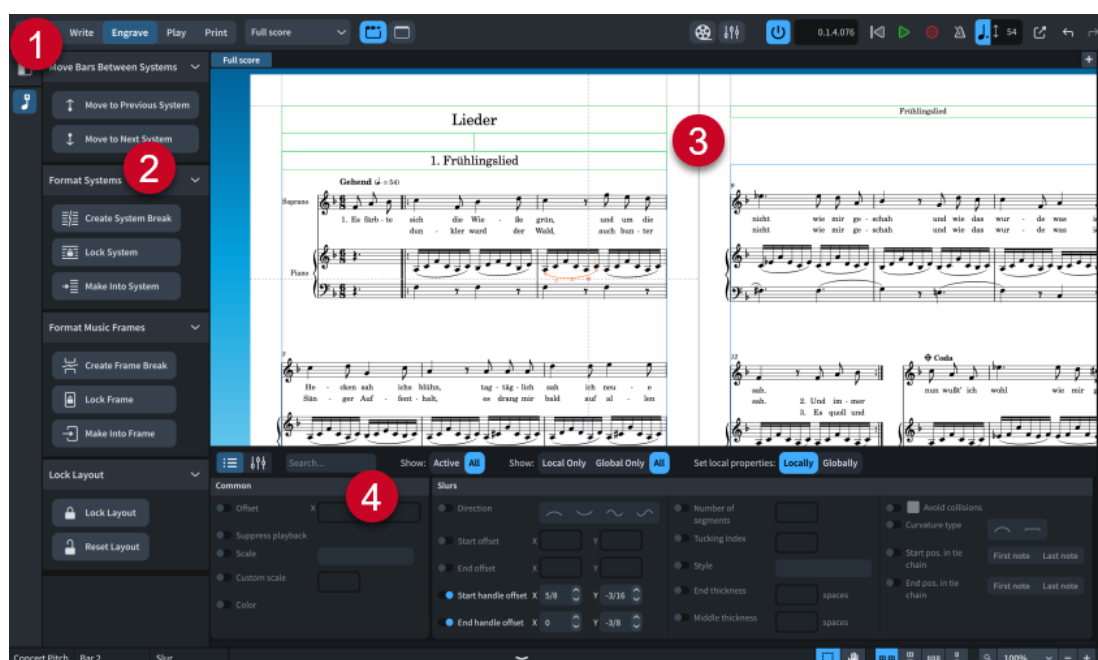 1 Write Engrave Play Print Full score 0.1.4.076 54
Move Bars Between Systems
Move to Previous System
Move to Next System
2
Format Systems
Create System Break
Lock System
Make Into System
Format Music Frames
Create Frame Break
Lock Frame
Make Into Frame
Lock Layout
Lock Layout
Reset Layout
Full score
Lieder
1. Frühlingslied
Gehend (♩ = 54)
Soprano
1. Es färb - te sich die Wie - ße grün, und um die
dun - kler ward der Wald, auch bun - ter
Piano
7
He - cken sah ichs blühn, tag - täg - lich sah ich neu - e
Sän - ger Auf - fent - halt, es drang mir bald auf al - len
3
Frühlingslied
nicht wie mir ge - schah und wie das wur - de was
nicht wie mir ge - schah und wie das wur - de was
12
Coda
sah. nun wußt' ich wohl wie mir
sah. 2. Und im - mer
3. Es quoll und
Search... Show: Active All Show: Local Only Global Only All Set local properties: Locally Globally
4
Common
Offset X
Suppress playback
Scale
Custom scale
Color
Slurs
Direction
Start offset X Y
End offset X Y
Start handle offset X 5/8 Y -3/16
End handle offset X 0 Y -3/8
Number of
segments
Tucking index
Style
End thickness spaces
Middle thickness spaces
Avoid collisions
Curvature type
Start pos. in tie
chain
First note Last note
End pos. in tie
chain
First note Last note
Concert Pitch Bar 2 Slur 100%